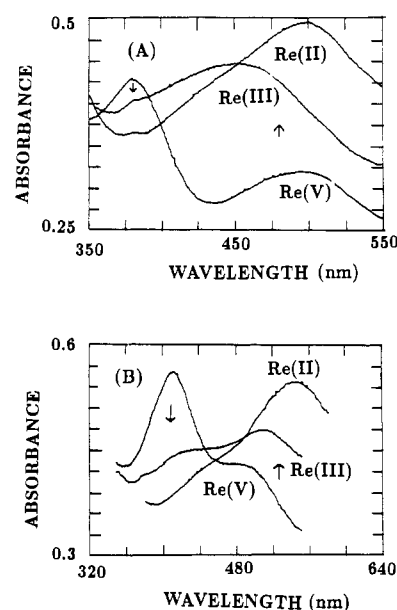 0.5
(A)
Re(II)
Re(III)
Re(V)
ABSORBANCE
0.25
350
450
550
WAVELENGTH (nm)
0.6
(B)
Re(II)
↓
Re(V)
↑ Re(III)
ABSORBANCE
0.3
320
480
640
WAVELENGTH (nm)